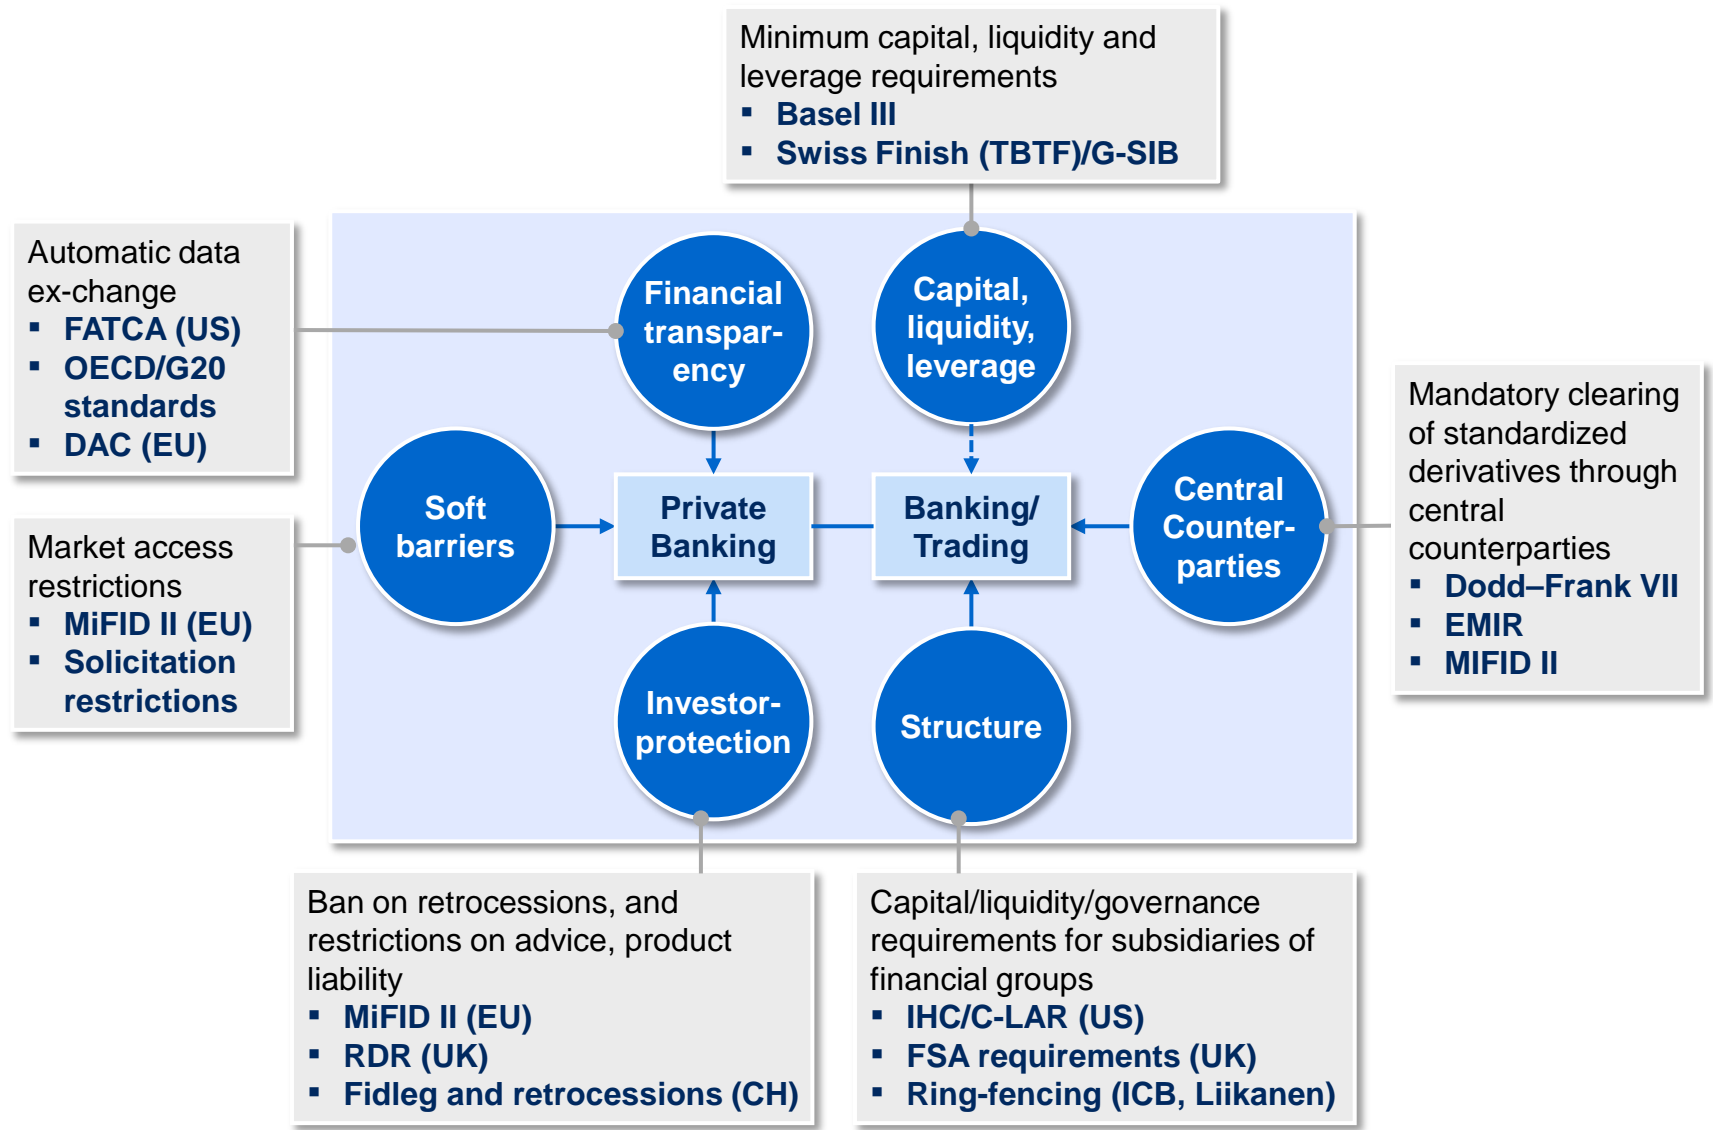 Minimum capital, liquidity and
leverage requirements
▪ Basel III
▪ Swiss Finish (TBTF)/G-SIB
Automatic data
ex-change
▪ FATCA (US)
▪ OECD/G20
standards
▪ DAC (EU)
Financial
transpar-
ency
Capital,
liquidity,
leverage
Mandatory clearing
of standardized
derivatives through
central
counterparties
▪ Dodd–Frank VII
▪ EMIR
▪ MIFID II
Soft
barriers
Private
Banking
Banking/
Trading
Central
Counter-
parties
Market access
restrictions
▪ MiFID II (EU)
▪ Solicitation
restrictions
Investor-
protection
Structure
Ban on retrocessions, and
restrictions on advice, product
liability
▪ MiFID II (EU)
▪ RDR (UK)
▪ Fidleg and retrocessions (CH)
Capital/liquidity/governance
requirements for subsidiaries of
financial groups
▪ IHC/C-LAR (US)
▪ FSA requirements (UK)
▪ Ring-fencing (ICB, Liikanen)